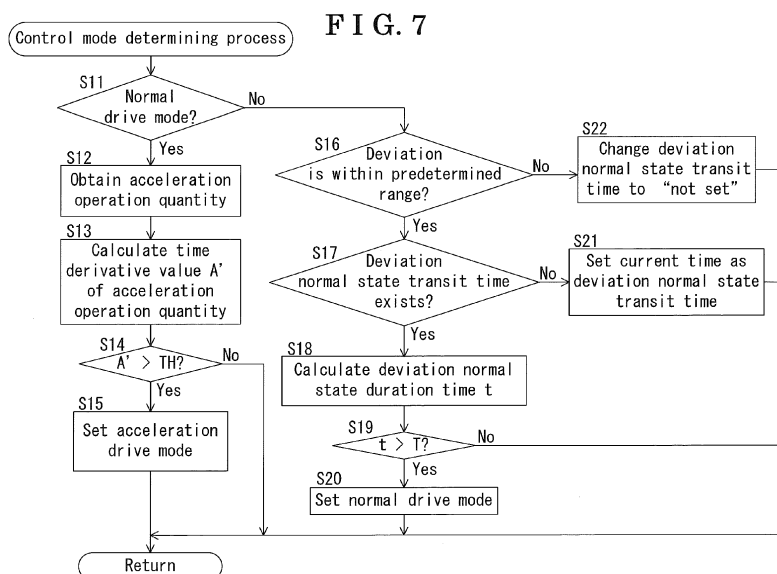 FIG. 7
Control mode determining process
S11
Normal
drive mode?
No
Yes
S12
Obtain acceleration
operation quantity
S13
Calculate time
derivative value A'
of acceleration
operation quantity
S14
A' > TH?
No
Yes
S15
Set acceleration
drive mode
S16
Deviation
is within predetermined
range?
No
Yes
S22
Change deviation
normal state transit
time to “not set”
S17
Deviation
normal state transit time
exists?
No
Yes
S21
Set current time as
deviation normal state
transit time
S18
Calculate deviation normal
state duration time t
S19
t > T?
No
Yes
S20
Set normal drive mode
Return